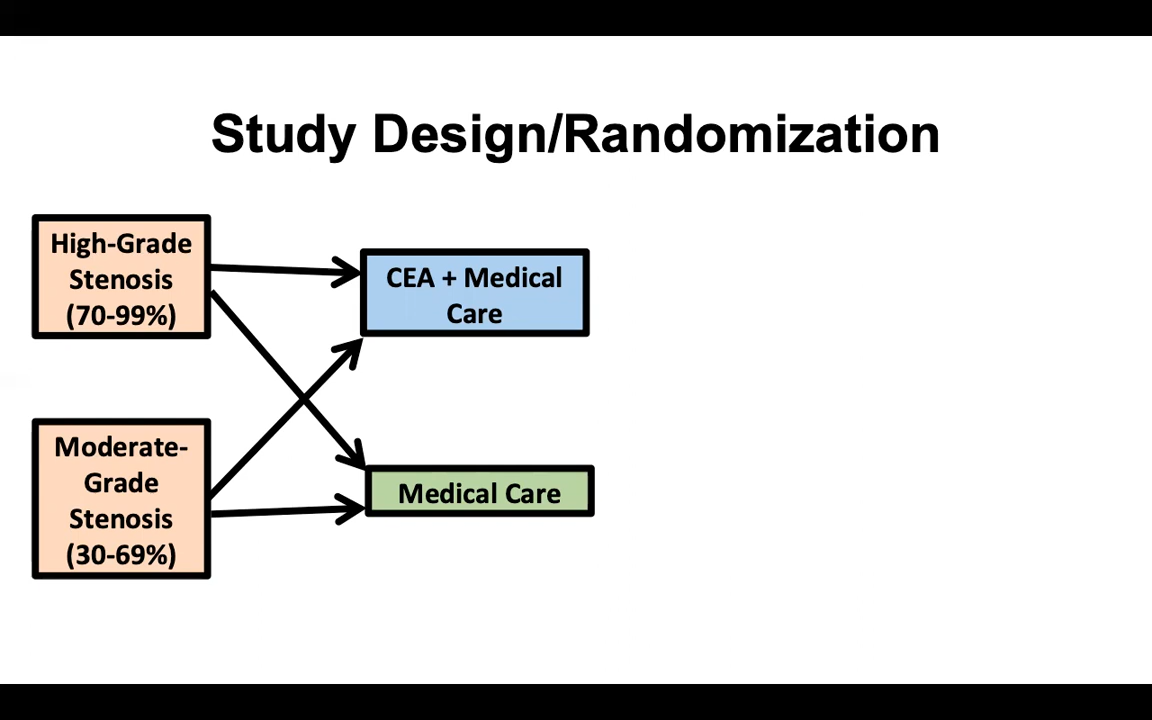 Study Design/Randomization
High-Grade
Stenosis
(70-99%)
CEA + Medical
Care
Moderate-
Grade
Stenosis
(30-69%)
Medical Care